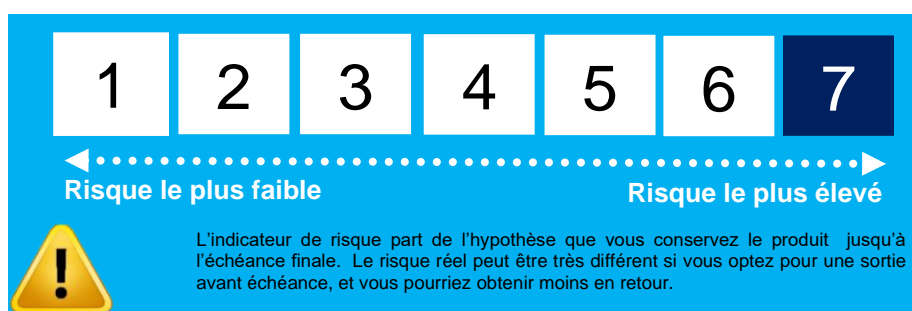 1 2 3 4 5 6 7
Risque le plus faible Risque le plus élevé
L'indicateur de risque part de l'hypothèse que vous conservez le produit jusqu'à
l'échéance finale. Le risque réel peut être très différent si vous optez pour une sortie
avant échéance, et vous pourriez obtenir moins en retour.